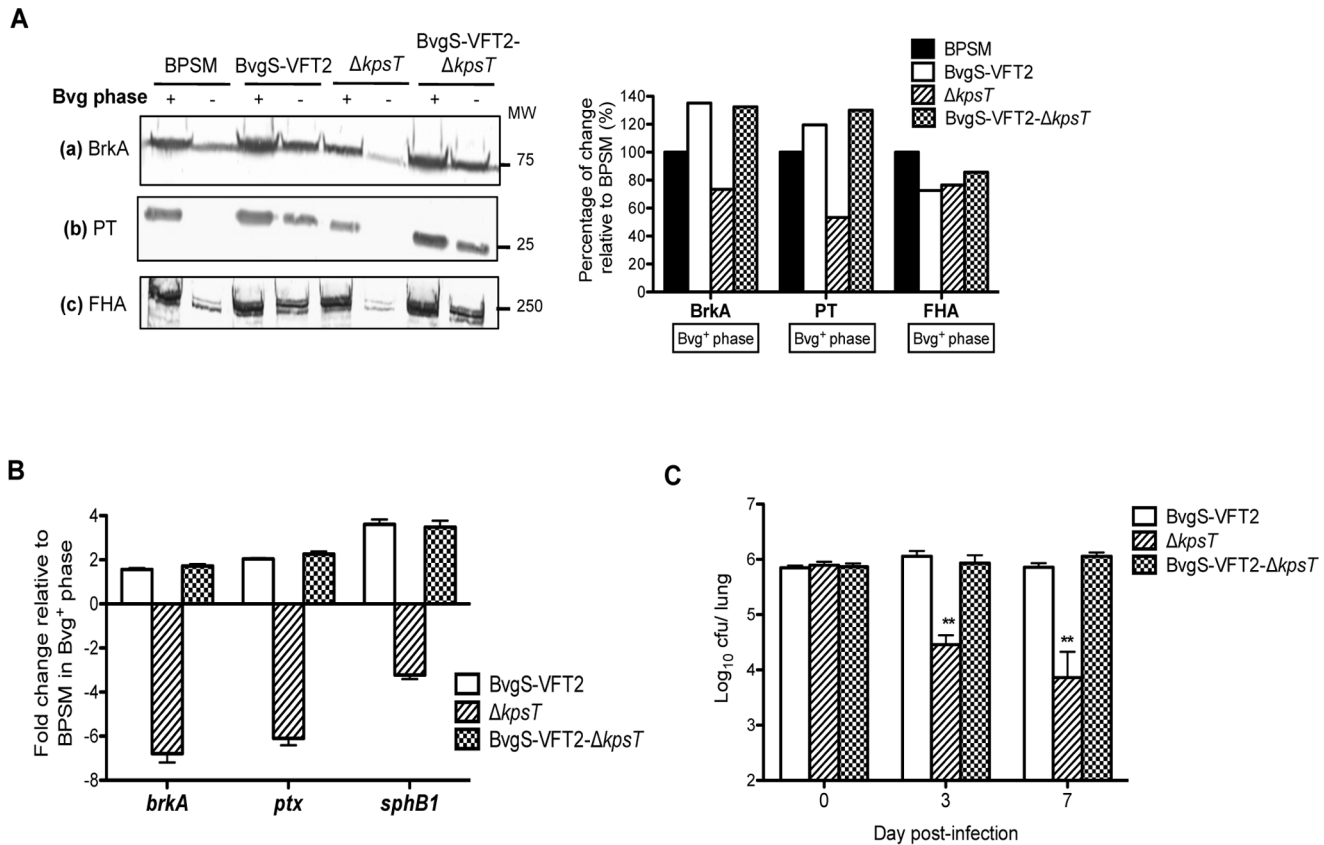 A
BPSM BvgS-VFT2 ΔkpsT BvgS-VFT2-
ΔkpsT
Bvg phase + - + - + - + -
MW
(a) BrkA
75
(b) PT
25
(c) FHA
250
BPSM
BvgS-VFT2
ΔkpsT
BvgS-VFT2-ΔkpsT
Percentage of change
relative to BPSM (%)
140
120
100
80
60
40
20
0
BrkA PT FHA
Bvg+ phase Bvg+ phase Bvg+ phase
B
Fold change relative to
BPSM in Bvg+ phase
4
2
0
-2
-4
-6
-8
brkA ptx sphB1
BvgS-VFT2
ΔkpsT
BvgS-VFT2-ΔkpsT
C
Log10 cfu/ lung
7
6
5
4
3
2
** **
0 3 7
Day post-infection
BvgS-VFT2
ΔkpsT
BvgS-VFT2-ΔkpsT